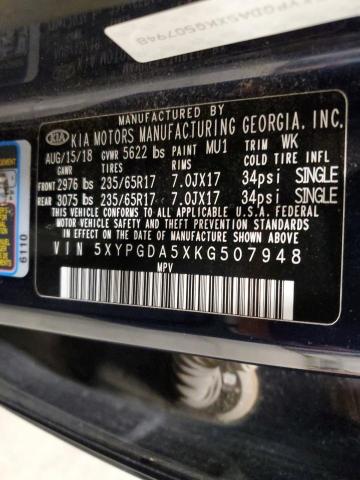 YPGDA5XKG507948
MANUFACTURED BY
KIA KIA MOTORS MANUFACTURING GEORGIA, INC.
AUG/15/18 GVWR 5622 lbs PAINT MU1 TRIM WK
GAWR TIRES RIMS COLD TIRE INFL
FRONT 2976 lbs 235/65R17 7.0JX17 34psi SINGLE
REAR 3075 lbs 235/65R17 7.0JX17 34psi SINGLE
THIS VEHICLE CONFORMS TO ALL APPLICABLE U.S.A. FEDERAL
MOTOR VEHICLE SAFETY, BUMPER, AND THEFT PREVENTION STANDARDS
IN EFFECT ON THE DATE OF MANUFACTURE SHOWN ABOVE.
VIN 5XYPGDA5XKG507948
MPV
6110